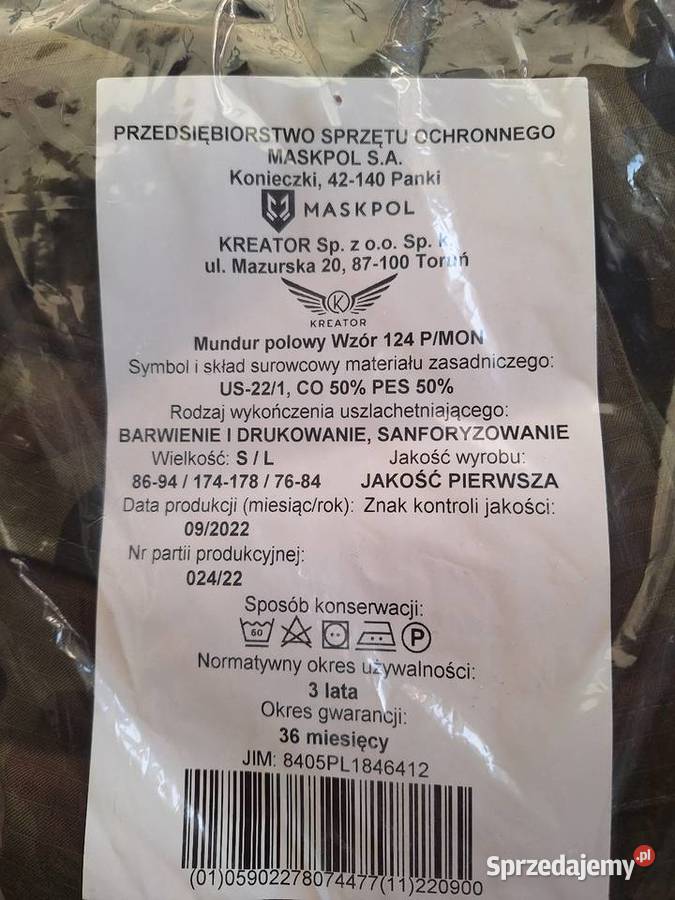 PRZEDSIĘBIORSTWO SPRZĘTU OCHRONNEGO
MASKPOL S.A.
Konieczki, 42-140 Panki
MASKPOL
KREATOR Sp. z o.o. Sp. k.
ul. Mazurska 20, 87-100 Toruń
K
KREATOR
Mundur polowy Wzór 124 P/MON
Symbol i skład surowcowy materiału zasadniczego:
US-22/1, CO 50% PES 50%
Rodzaj wykończenia uszlachetniającego:
BARWIENIE I DRUKOWANIE, SANFORYZOWANIE
Wielkość: S / L Jakość wyrobu:
86-94 / 174-178 / 76-84 JAKOŚĆ PIERWSZA
Data produkcji (miesiąc/rok): Znak kontroli jakości:
09/2022
Nr partii produkcyjnej:
024/22
Sposób konserwacji:
60 P
Normatywny okres używalności:
3 lata
Okres gwarancji:
36 miesięcy
JIM: 8405PL1846412
(01)05902278074477(11)220900
Sprzedajemy.pl